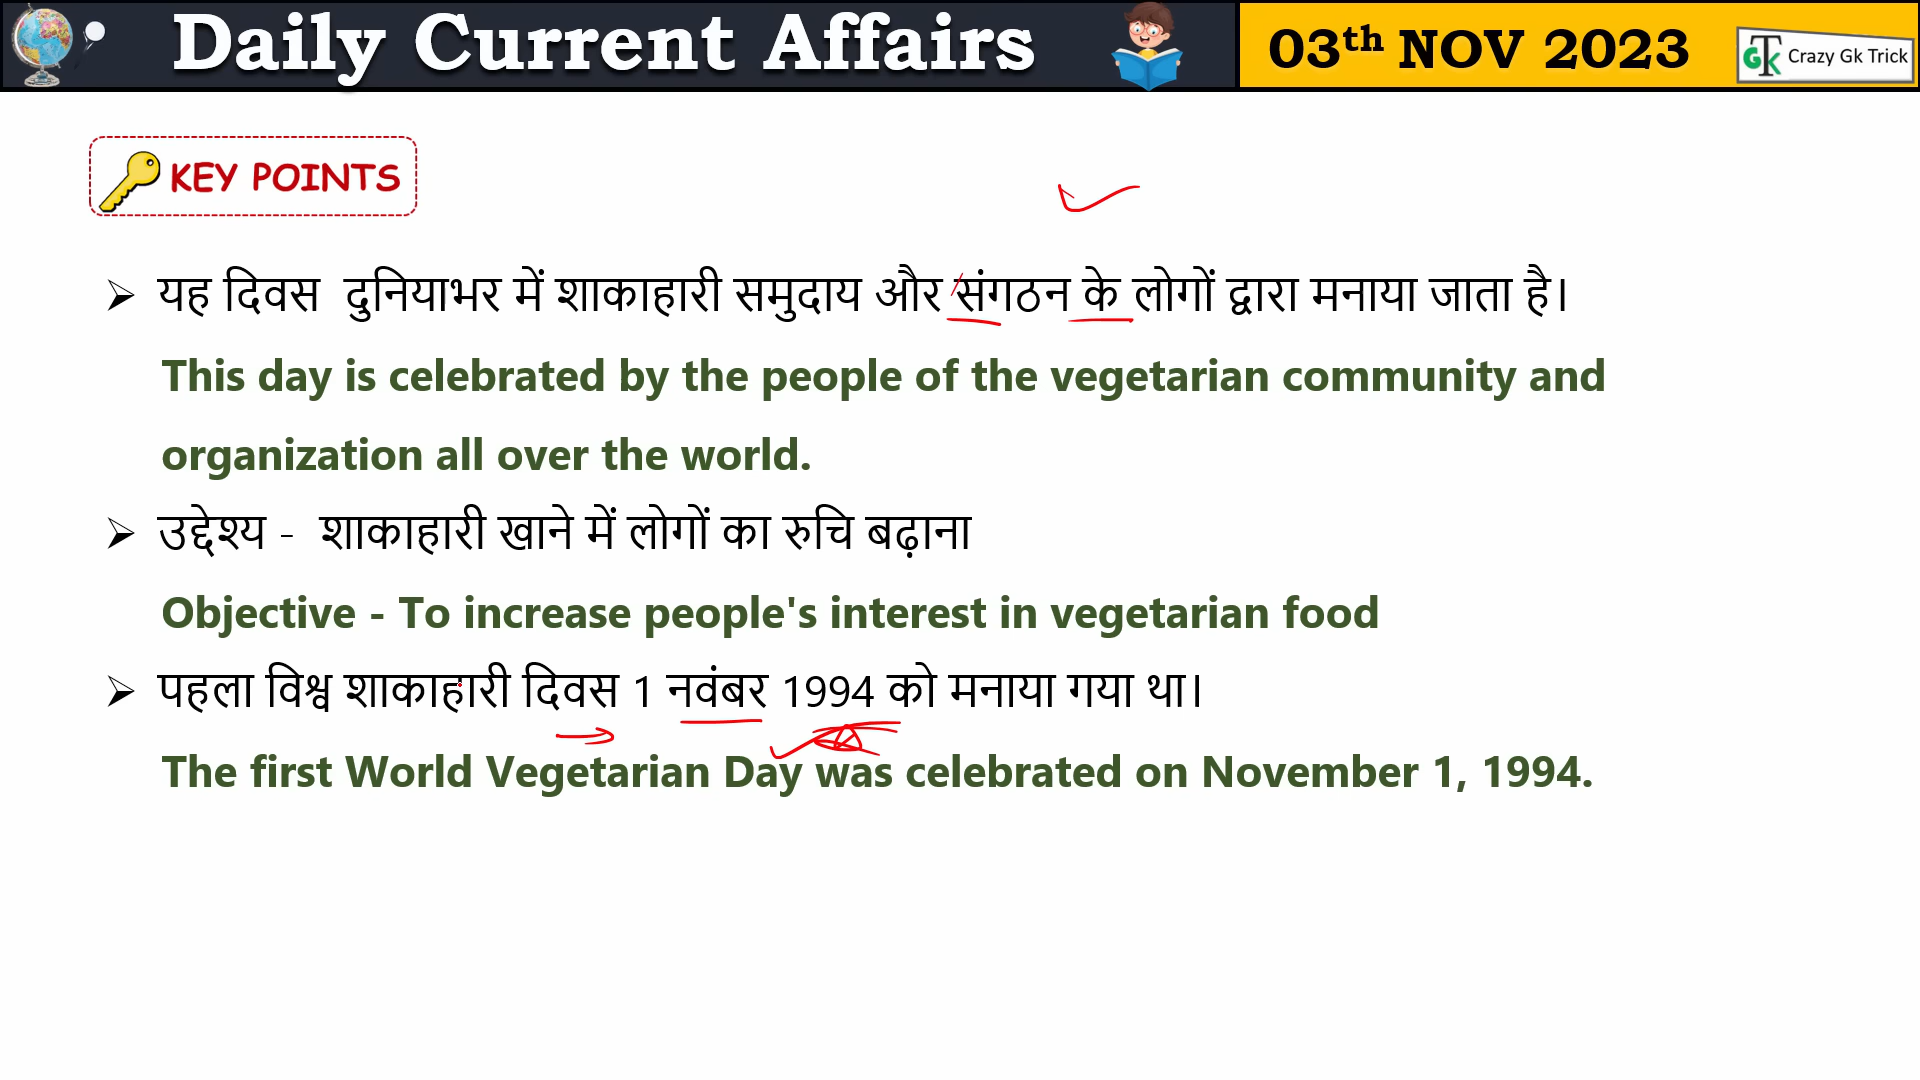 Daily Current Affairs
03th NOV 2023
GK
Crazy Gk Trick
KEY POINTS
यह दिवस दुनियाभर में शाकाहारी समुदाय और संगठन के लोगों द्वारा मनाया जाता है।
This day is celebrated by the people of the vegetarian community and
organization all over the world.
उद्देश्य - शाकाहारी खाने में लोगों का रुचि बढ़ाना
Objective - To increase people's interest in vegetarian food
पहला विश्व शाकाहारी दिवस 1 नवंबर 1994 को मनाया गया था।
The first World Vegetarian Day was celebrated on November 1, 1994.